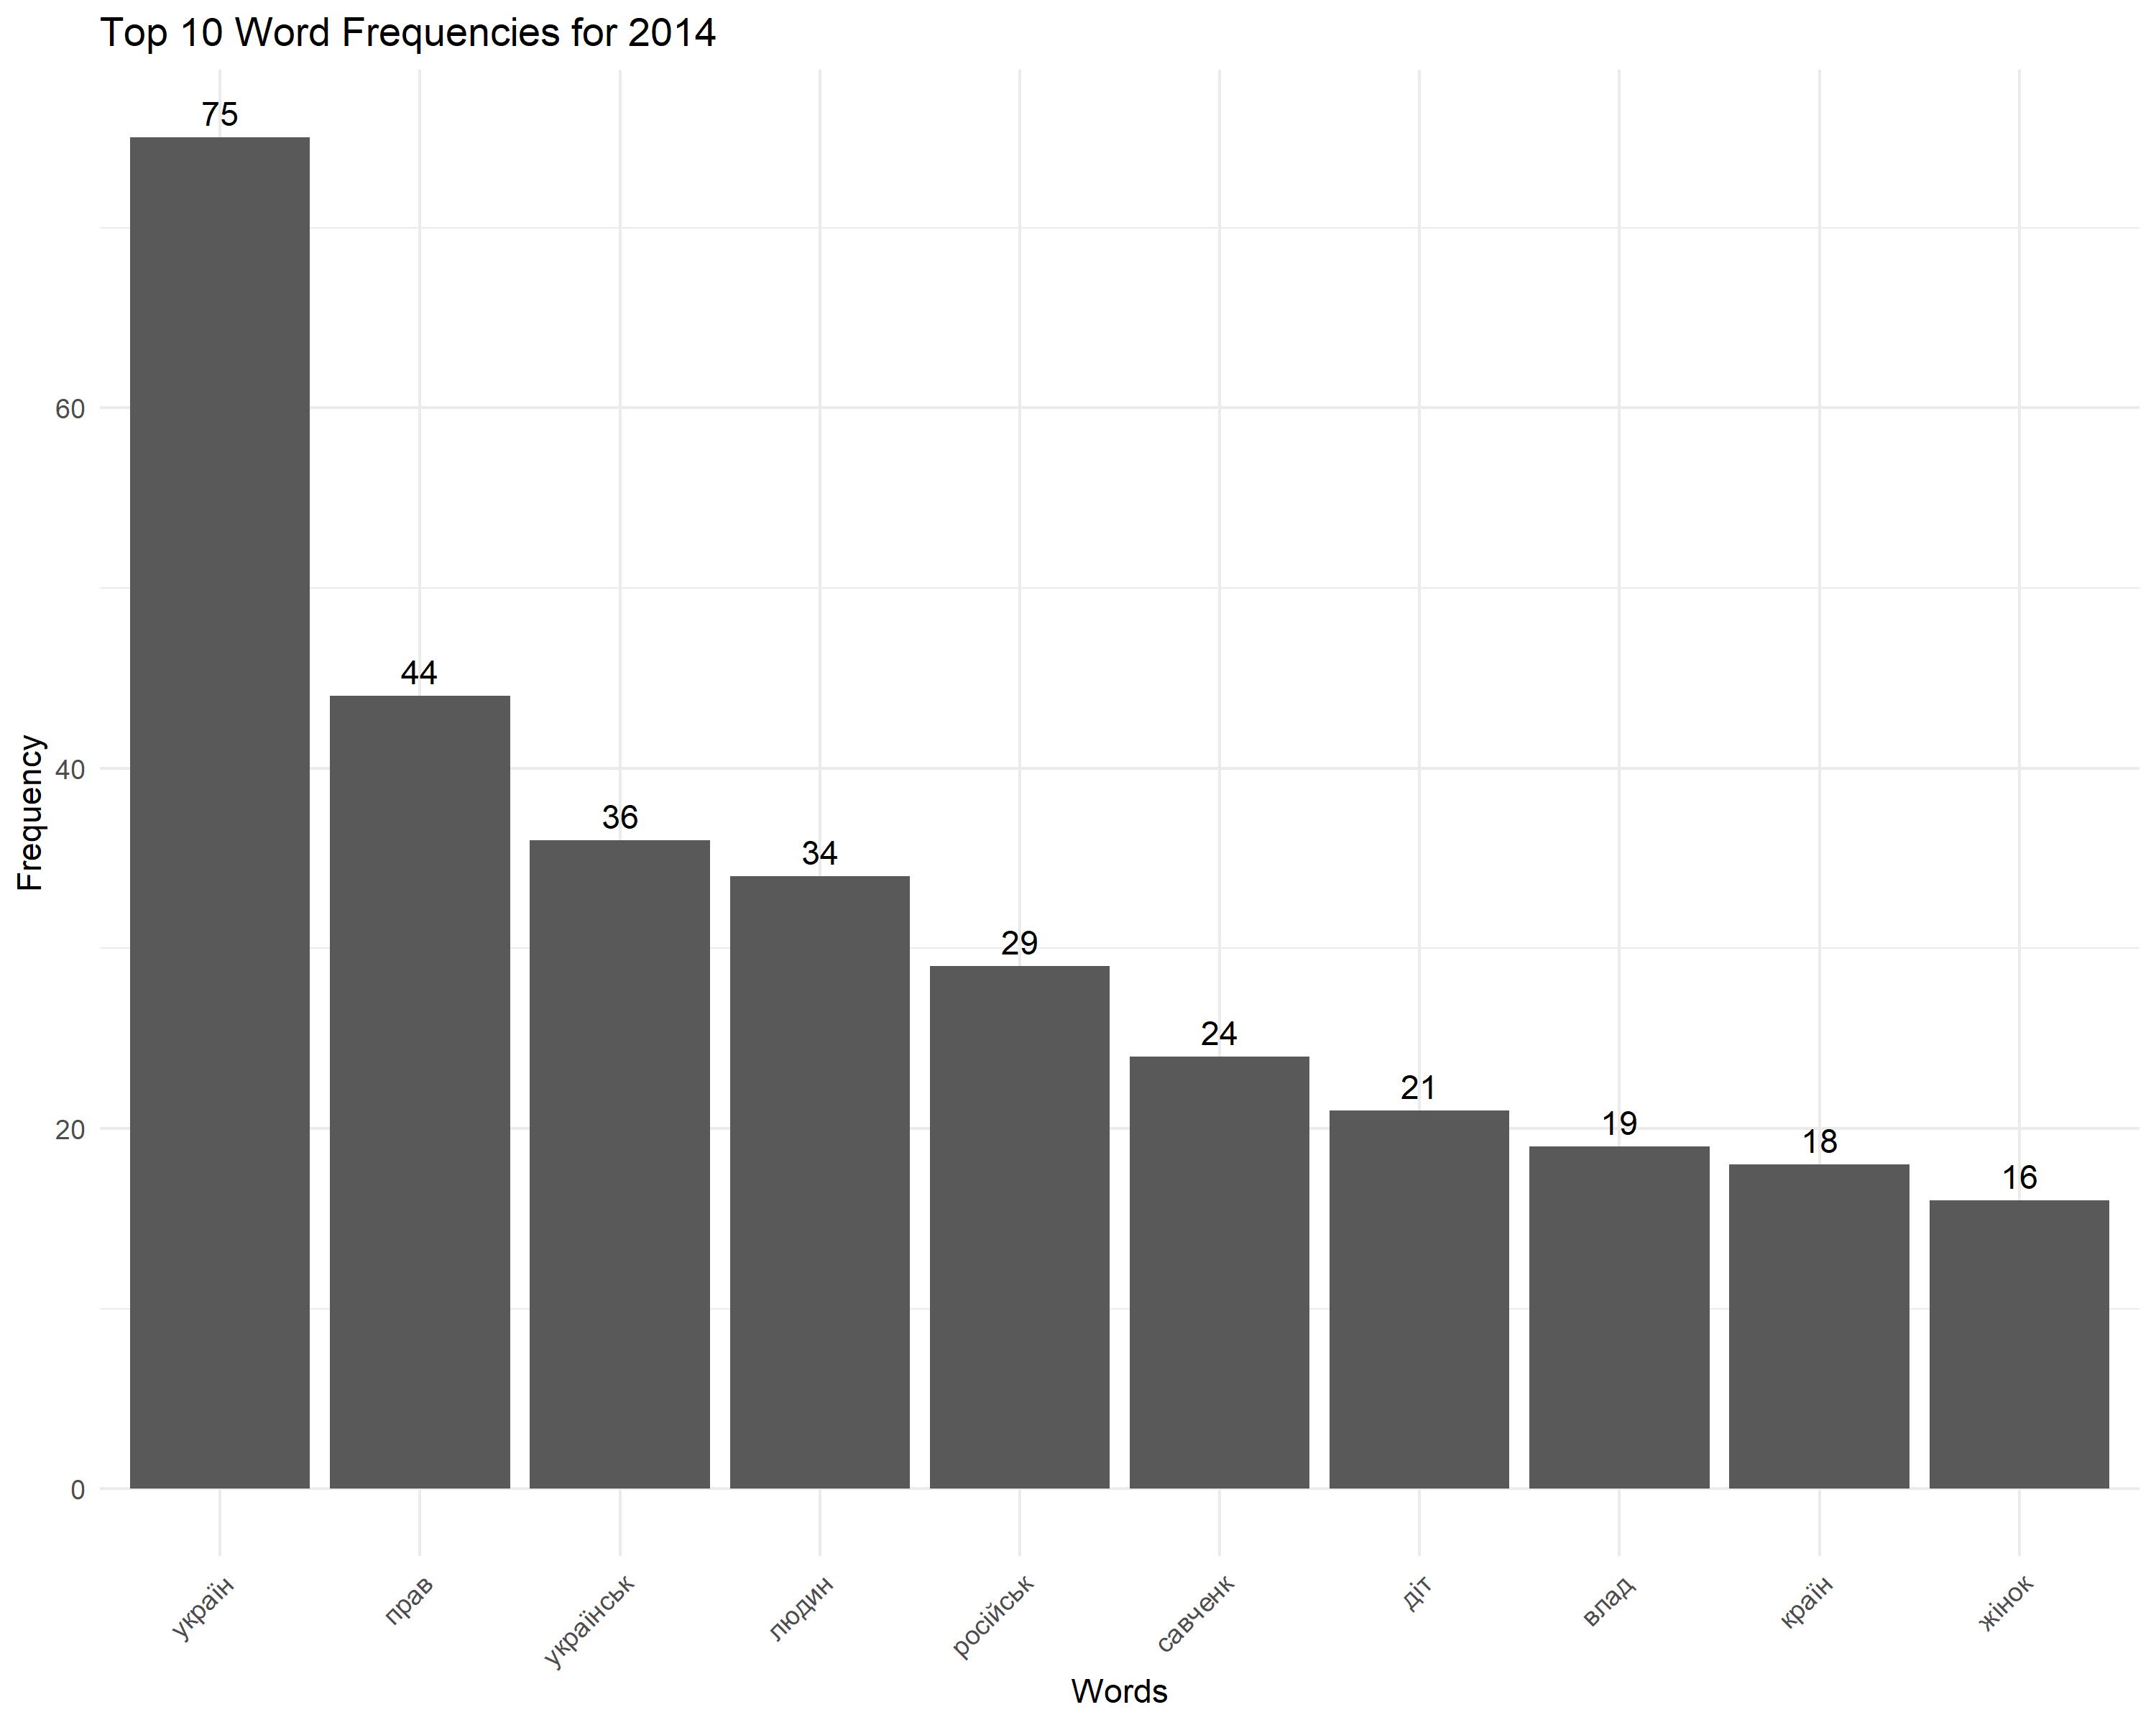 Top 10 Word Frequencies for 2014
75
44
36
34
29
24
21
19
18
16
60
40
20
0
Frequency
україн
прав
українськ
людин
російськ
савченк
діт
влад
країн
жінок
Words